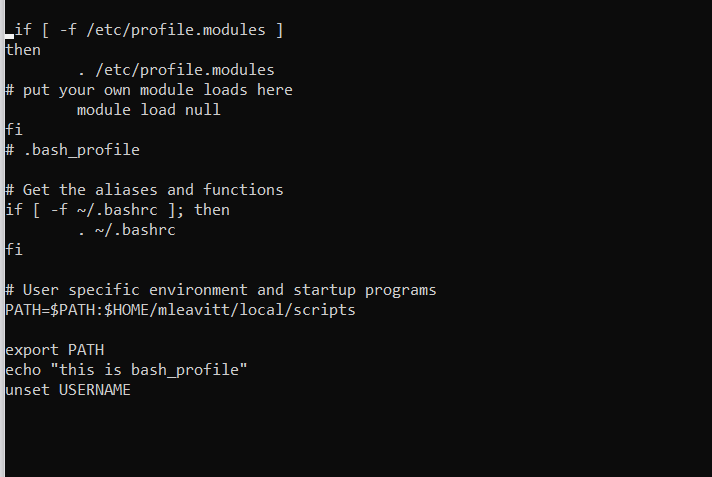 if [ -f /etc/profile.modules ]
then
        . /etc/profile.modules
# put your own module loads here
        module load null
fi
# .bash_profile

# Get the aliases and functions
if [ -f ~/.bashrc ]; then
        . ~/.bashrc
fi

# User specific environment and startup programs
PATH=$PATH:$HOME/mleavitt/local/scripts

export PATH
echo "this is bash_profile"
unset USERNAME